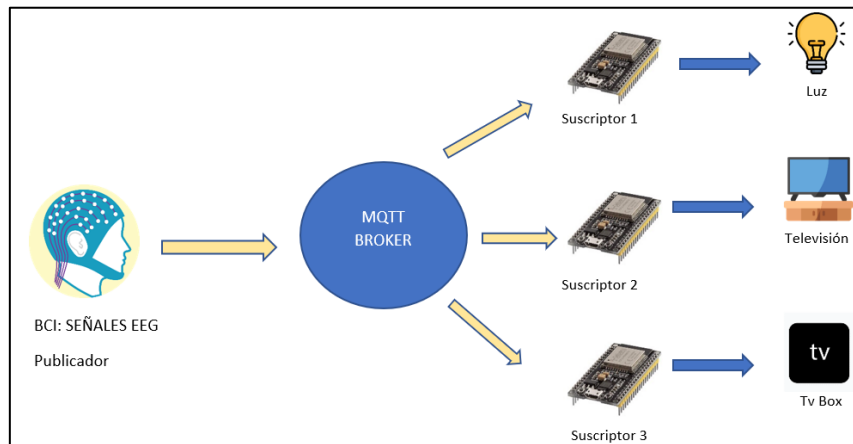 BCI: SEÑALES EEG
Publicador
MQTT
BROKER
Suscriptor 1
Luz
Suscriptor 2
Televisión
Suscriptor 3
tv
Tv Box